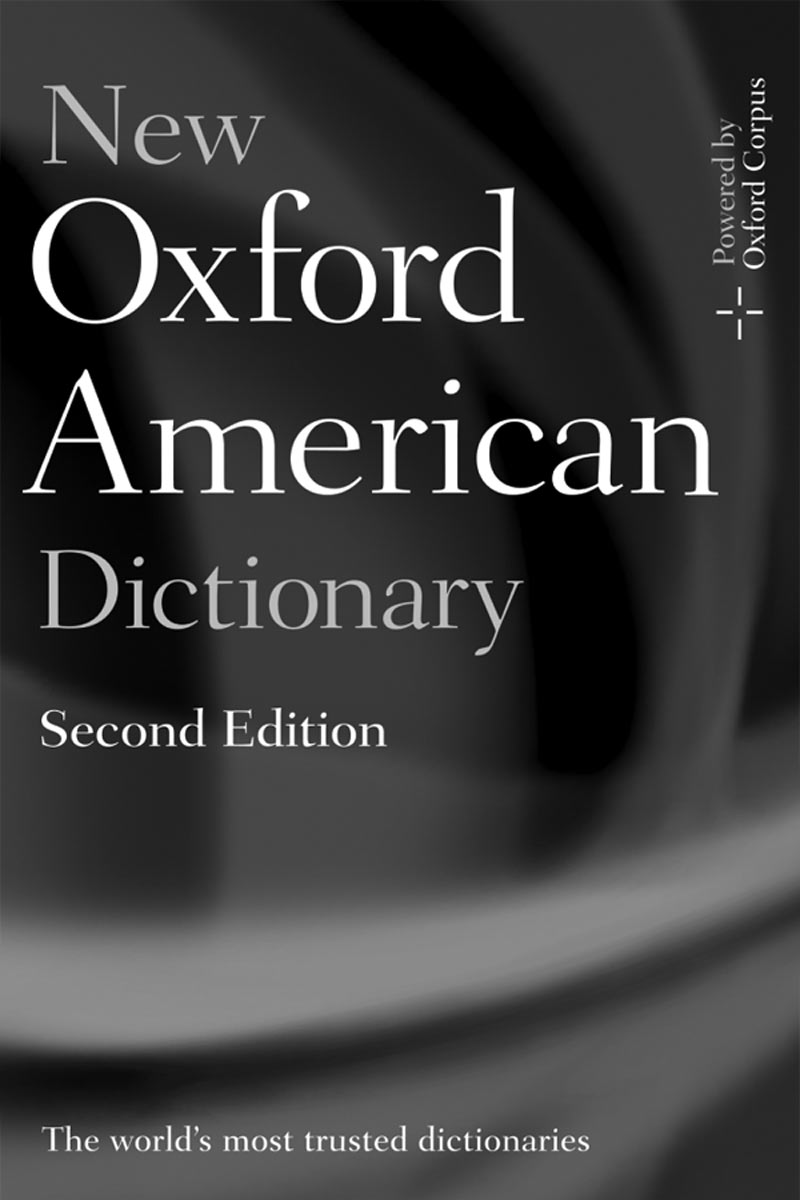 New
Oxford
American
Dictionary
Second Edition
Powered by
Oxford Corpus
The world's most trusted dictionaries